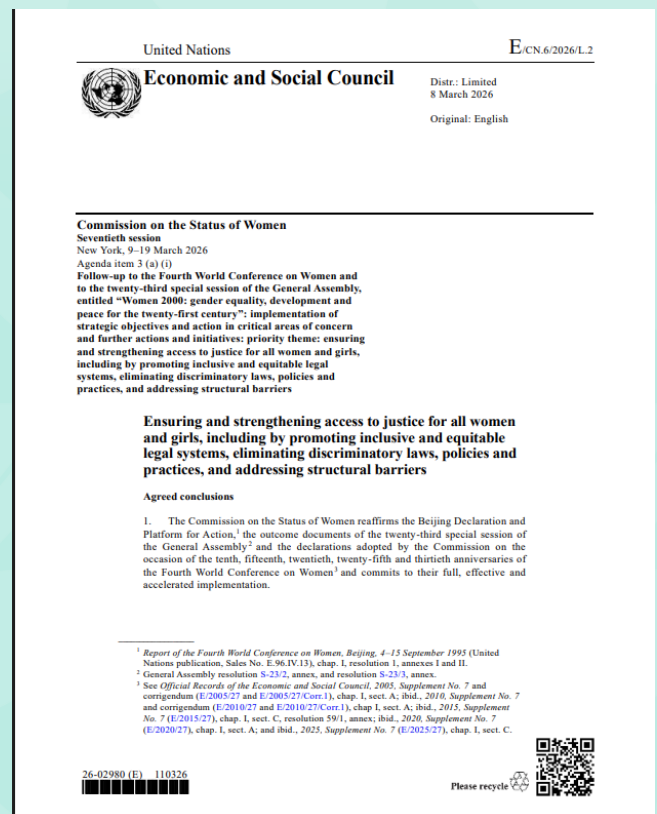 United Nations
E/CN.6/2026/L.2
Economic and Social Council
Distr.: Limited
8 March 2026
Original: English
Commission on the Status of Women
Seventieth session
New York, 9–19 March 2026
Agenda item 3 (a) (i)
Follow-up to the Fourth World Conference on Women and
to the twenty-third special session of the General Assembly,
entitled “Women 2000: gender equality, development and
peace for the twenty-first century”: implementation of
strategic objectives and action in critical areas of concern
and further actions and initiatives: priority theme: ensuring
and strengthening access to justice for all women and girls,
including by promoting inclusive and equitable legal
systems, eliminating discriminatory laws, policies and
practices, and addressing structural barriers
Ensuring and strengthening access to justice for all women
and girls, including by promoting inclusive and equitable
legal systems, eliminating discriminatory laws, policies and
practices, and addressing structural barriers
Agreed conclusions
1. The Commission on the Status of Women reaffirms the Beijing Declaration and
Platform for Action,¹ the outcome documents of the twenty-third special session of
the General Assembly² and the declarations adopted by the Commission on the
occasion of the tenth, fifteenth, twentieth, twenty-fifth and thirtieth anniversaries of
the Fourth World Conference on Women³ and commits to their full, effective and
accelerated implementation.
¹ Report of the Fourth World Conference on Women, Beijing, 4–15 September 1995 (United
Nations publication, Sales No. E.96.IV.13), chap. I, resolution 1, annexes I and II.
² General Assembly resolution S-23/2, annex, and resolution S-23/3, annex.
³ See Official Records of the Economic and Social Council, 2005, Supplement No. 7 and
corrigendum (E/2005/27 and E/2005/27/Corr.1), chap. I, sect. A; ibid., 2010, Supplement No. 7
and corrigendum (E/2010/27 and E/2010/27/Corr.1), chap I, sect. A; ibid., 2015, Supplement
No. 7 (E/2015/27), chap. I, sect. C, resolution 59/1, annex; ibid., 2020, Supplement No. 7
(E/2020/27), chap. I, sect. A; and ibid., 2025, Supplement No. 7 (E/2025/27), chap. I, sect. C.
26-02980 (E) 110326
Please recycle